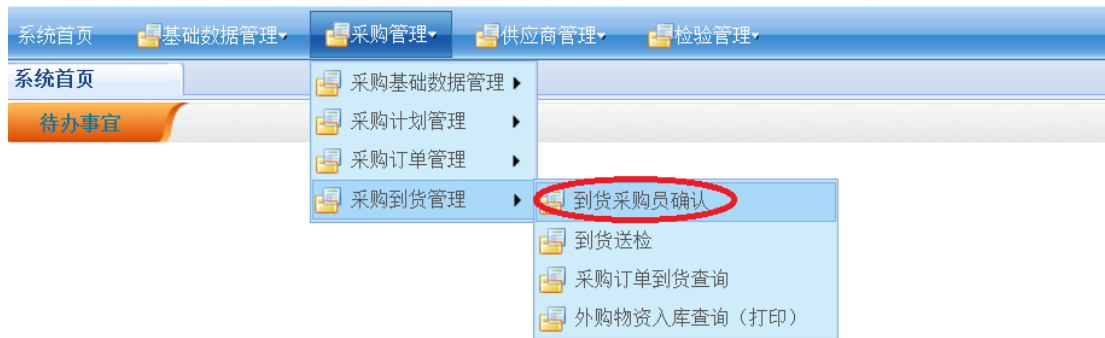 系统首页 基础数据管理 采购管理 供应商管理 检验管理
系统首页
采购基础数据管理
待办事宜
采购计划管理
采购订单管理
采购到货管理
到货采购员确认
到货送检
采购订单到货查询
外购物资入库查询（打印）